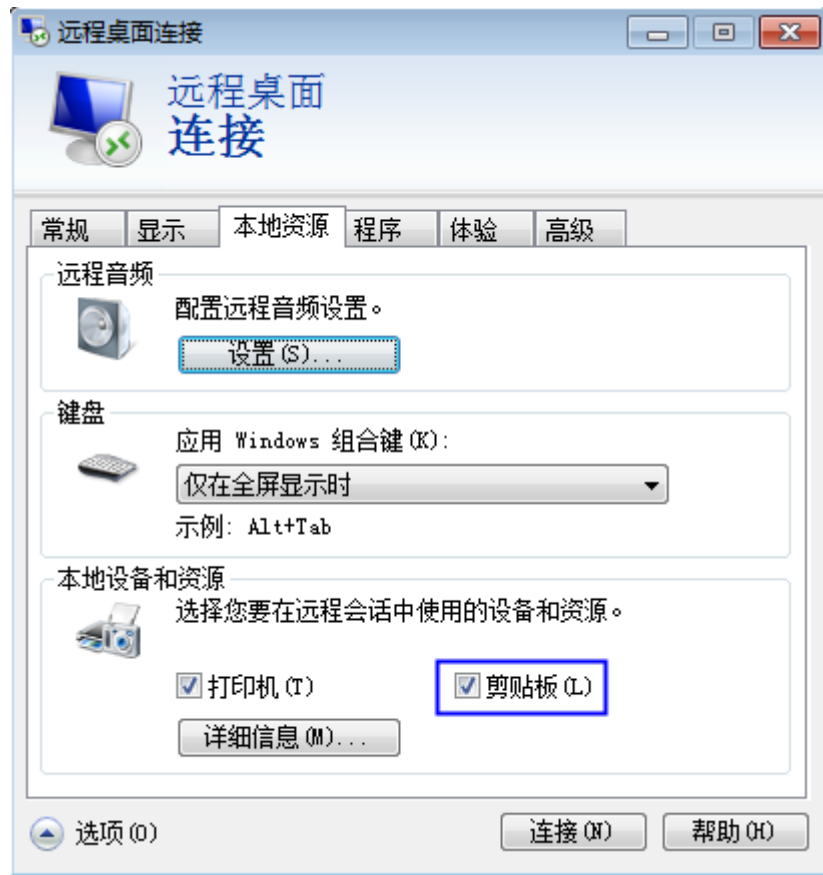 远程桌面连接
远程桌面
连接
常规 显示 本地资源 程序 体验 高级
远程音频
配置远程音频设置。
设置(S)...
键盘
应用 Windows 组合键(K):
仅在全屏显示时
示例: Alt+Tab
本地设备和资源
选择您要在远程会话中使用的设备和资源。
打印机(T) 剪贴板(L)
详细信息(M)...
选项(O) 连接(N) 帮助(H)